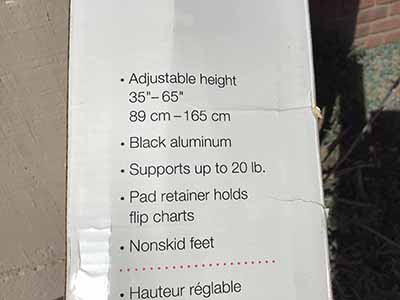 • Adjustable height
35"– 65"
89 cm – 165 cm
• Black aluminum
• Supports up to 20 lb.
• Pad retainer holds
flip charts
• Nonskid feet
• Hauteur réglable